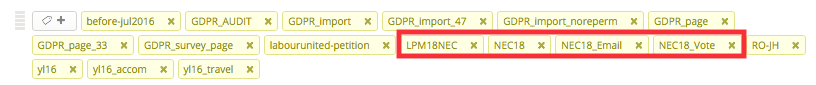 before-jul2016 × GDPR_AUDIT × GDPR_import × GDPR_import_47 × GDPR_import_noreperm × GDPR_page ×
GDPR_page_33 × GDPR_survey_page × labourunited-petition × LPM18NEC × NEC18 × NEC18_Email × NEC18_Vote × RO-JH ×
yl16 × yl16_accom × yl16_travel ×